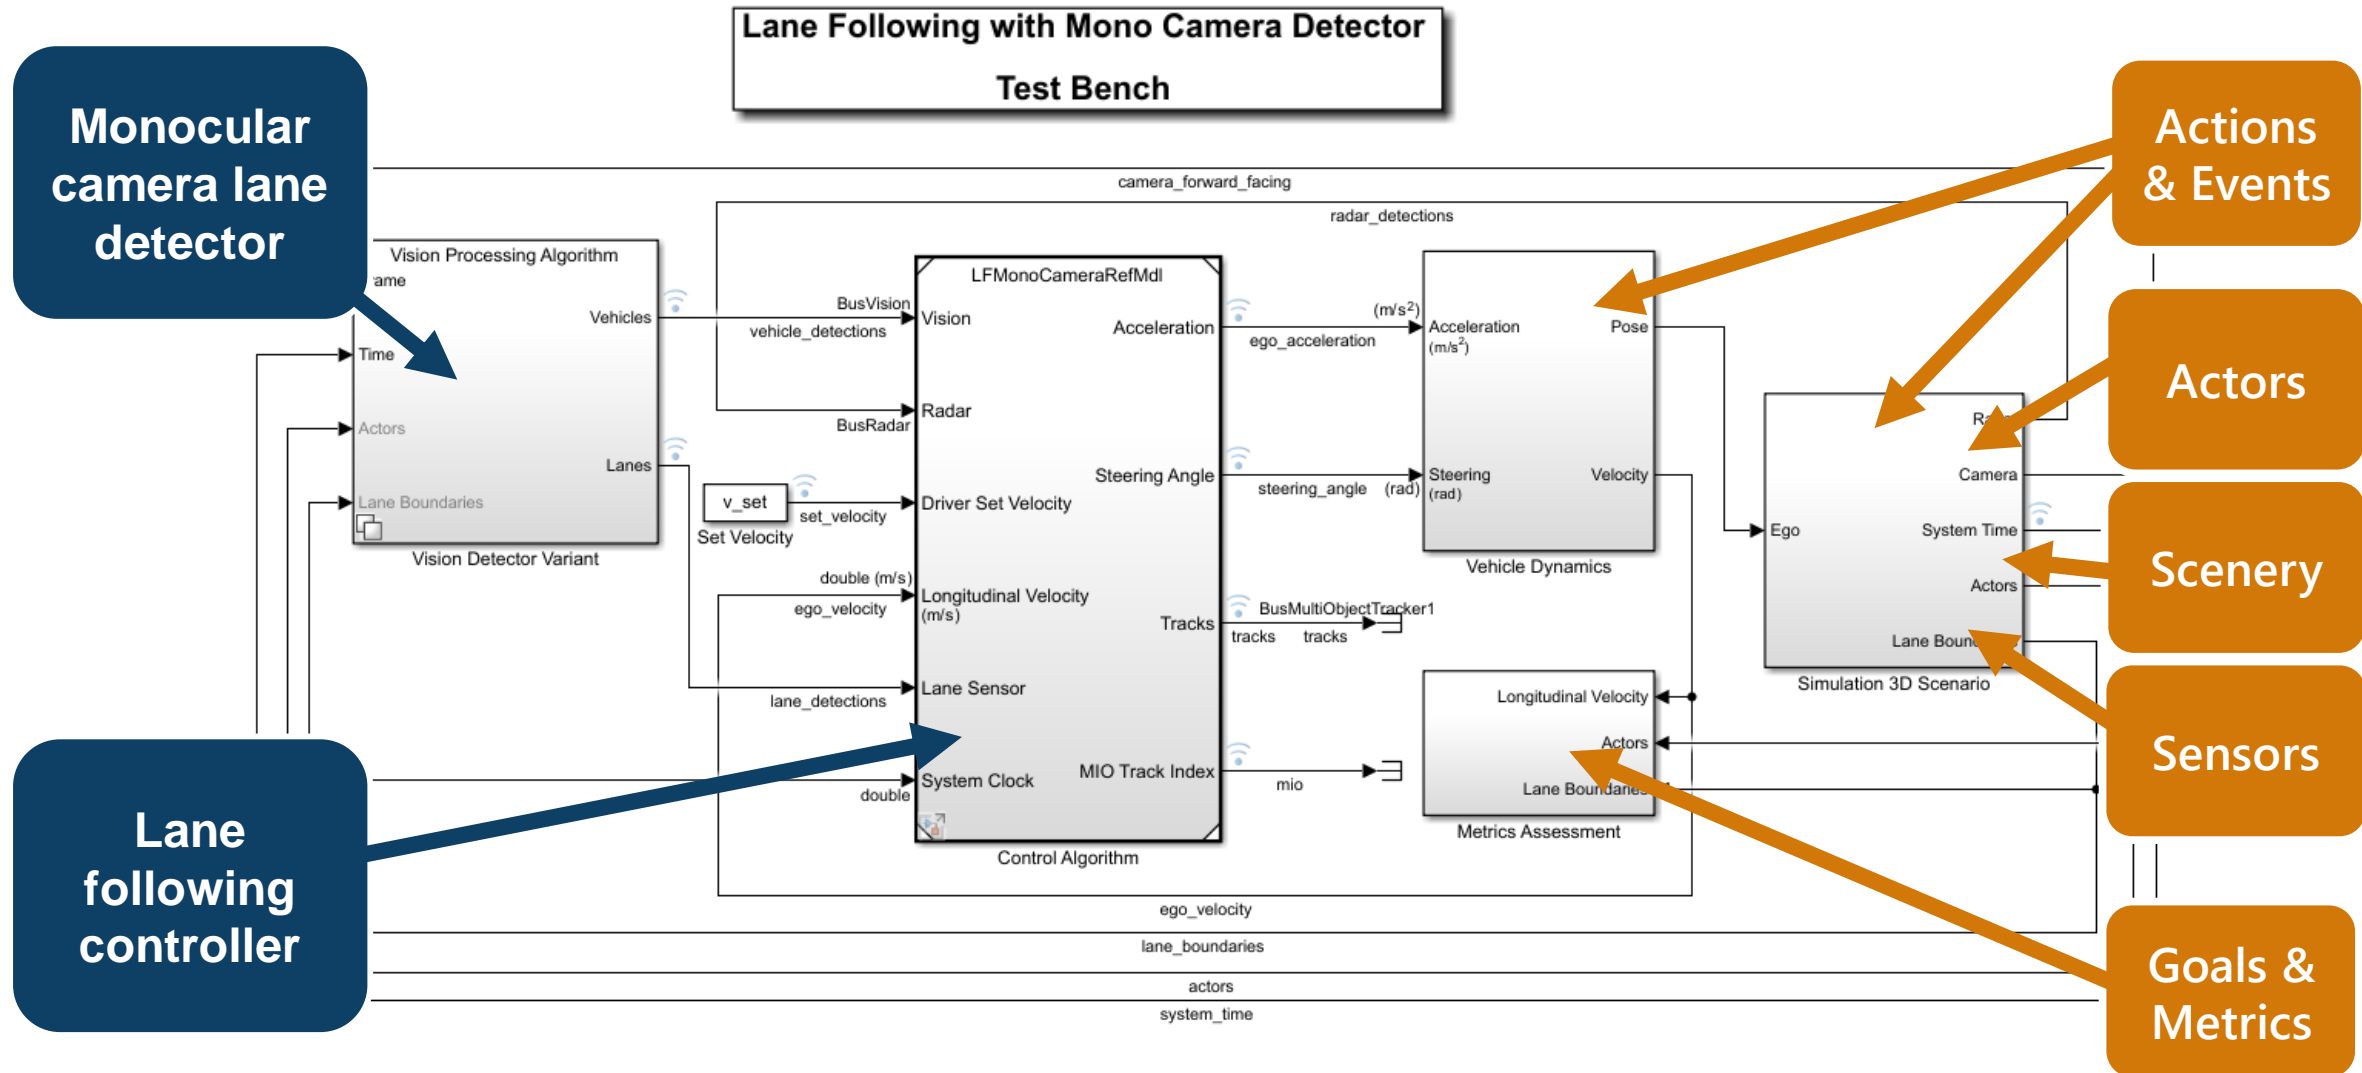 Lane Following with Mono Camera Detector
Test Bench
Monocular
camera lane
detector
Actions
& Events
camera_forward_facing
radar_detections
Vision Processing Algorithm
Vehicles
Time
Actors
Lanes
Lane Boundaries
Vision Detector Variant
BusVision
vehicle_detections
BusRadar
v_set
Set Velocity
set_velocity
double (m/s)
ego_velocity
lane_detections
double
LFMonoCameraRefMdl
Vision
Acceleration
Radar
Steering Angle
Driver Set Velocity
Longitudinal Velocity
(m/s)
Tracks
Lane Sensor
MIO Track Index
System Clock
Control Algorithm
(m/s²)
ego_acceleration
steering_angle
(rad)
BusMultiObjectTracker1
tracks
tracks
mio
Acceleration
(m/s²)
Pose
Steering
(rad)
Velocity
Vehicle Dynamics
Longitudinal Velocity
Actors
Lane Boundaries
Metrics Assessment
Ego
Camera
System Time
Actors
Lane
Simulation 3D Scenario
Actors
Scenery
Sensors
Goals &
Metrics
Lane
following
controller
ego_velocity
lane_boundaries
actors
system_time